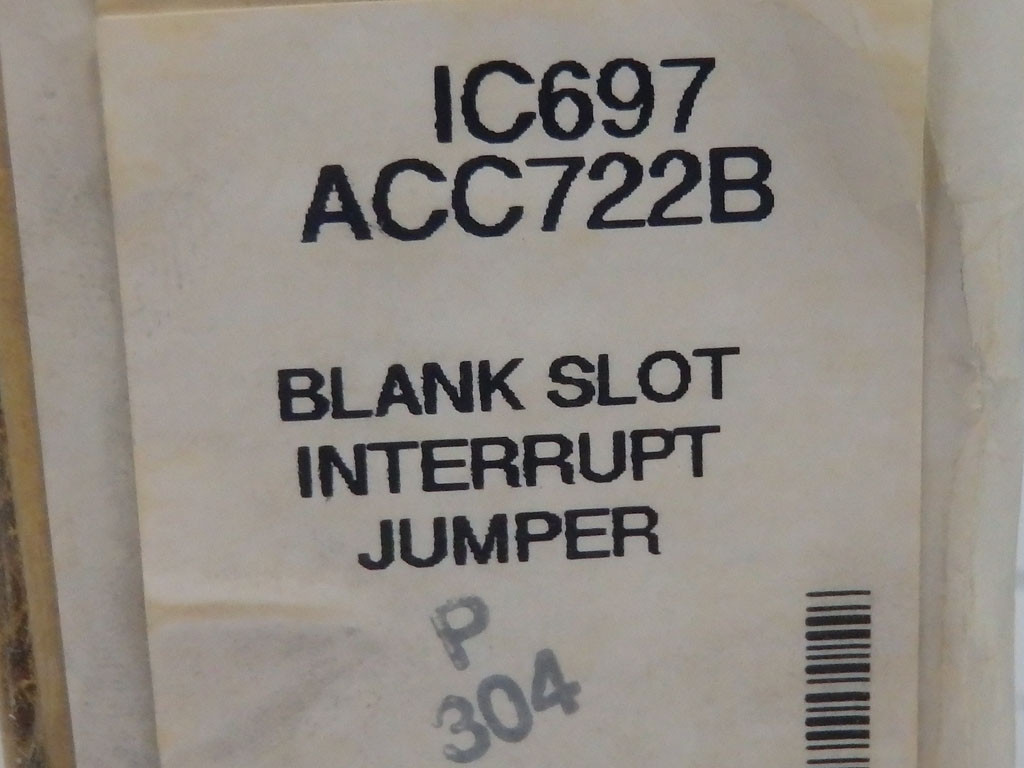 IC697
ACC722B
BLANK SLOT
INTERRUPT
JUMPER
P
304